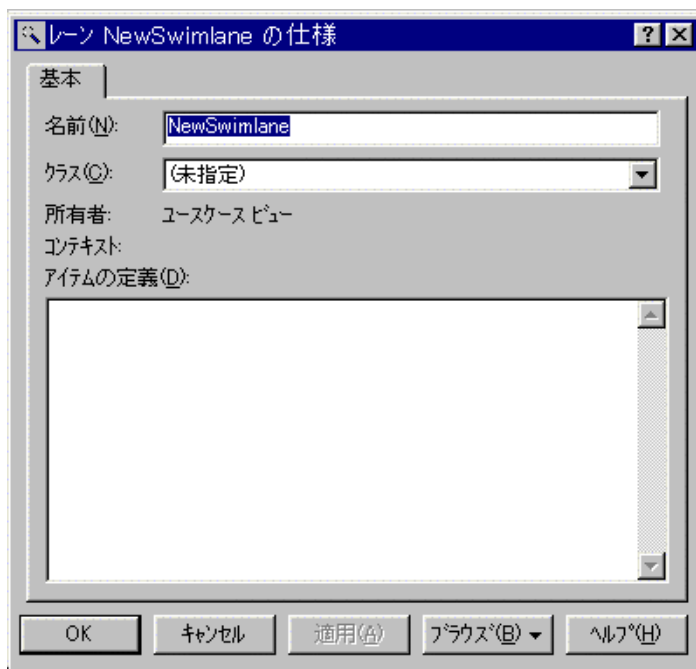 レーン NewSwimlane の仕様
基本
名前(N): NewSwimlane
ｸﾗｽ(C): (未指定)
所有者: ﾕｰｽｹｰｽ ﾋﾞｭｰ
ｺﾝﾃｷｽﾄ:
ｱｲﾃﾑの定義(D):
OK ｷｬﾝｾﾙ 適用(A) ﾌﾞﾗｳｽﾞ(B) ﾍﾙﾌﾟ(H)